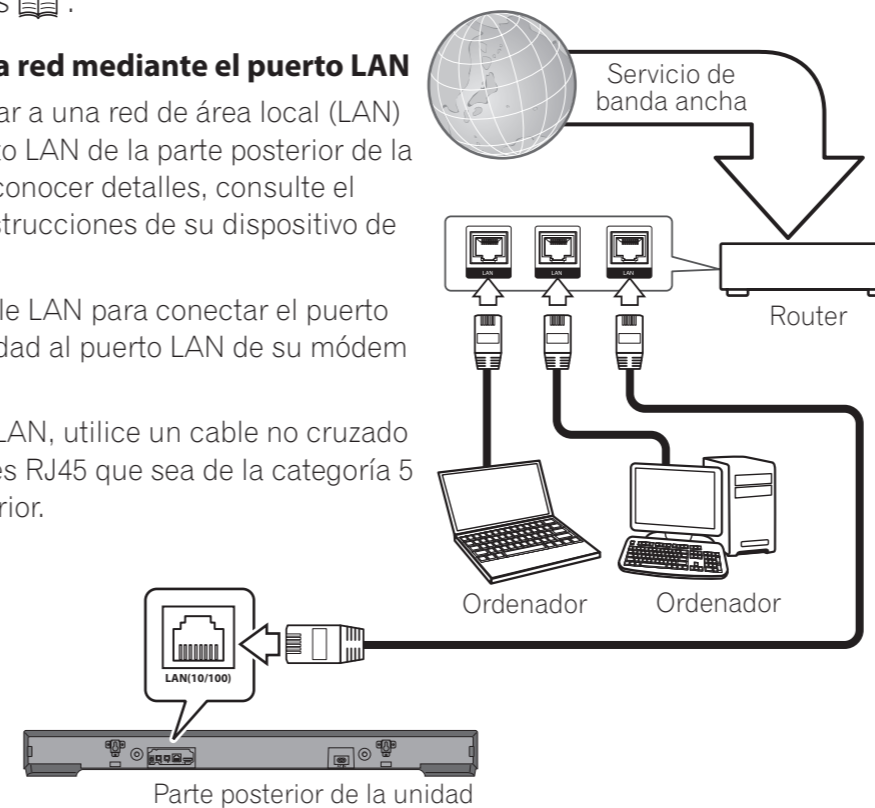 a red mediante el puerto LAN
ar a una red de área local (LAN)
to LAN de la parte posterior de la
conocer detalles, consulte el
strucciones de su dispositivo de
le LAN para conectar el puerto
dad al puerto LAN de su módem
LAN, utilice un cable no cruzado
es RJ45 que sea de la categoría 5
rior.
Servicio de
banda ancha
LAN
LAN
LAN
Router
Ordenador
Ordenador
LAN(10/100)
Parte posterior de la unidad